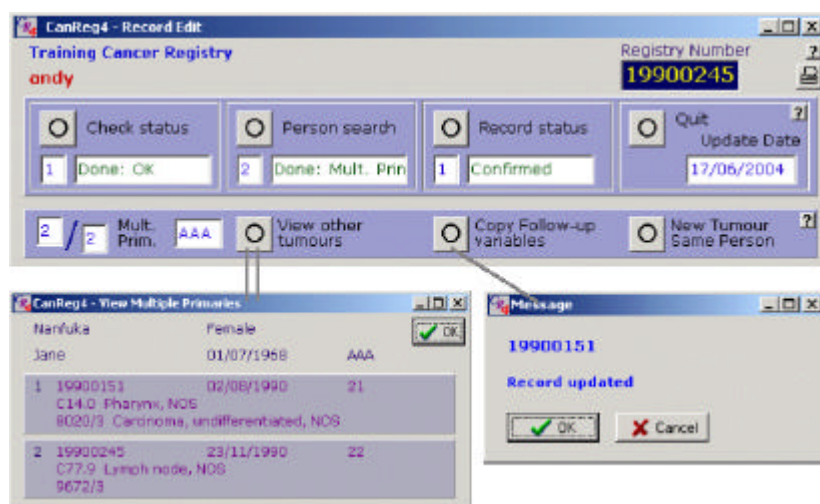 CanReg4 - Record Edit
Training Cancer Registry
Registry Number
?
andy
19900245
Check status
Person search
Record status
Quit
?
Update Date
1 Done: OK
2 Done: Mult. Prin
1 Confirmed
17/06/2004
2 / 2 Mult. Prim. AAA
View other tumours
Copy Follow-up variables
New Tumour Same Person
?
CanReg4 - View Multiple Primaries
Nanfuka Female
OK
Jane 01/07/1968 AAA
1 19900151 02/08/1990 21
C14.0 Pharynx, NOS
8020/3 Carcinoma, undifferentiated, NOS
2 19900245 23/11/1990 22
C77.9 Lymph node, NOS
9672/3
Message
19900151
Record updated
OK
Cancel